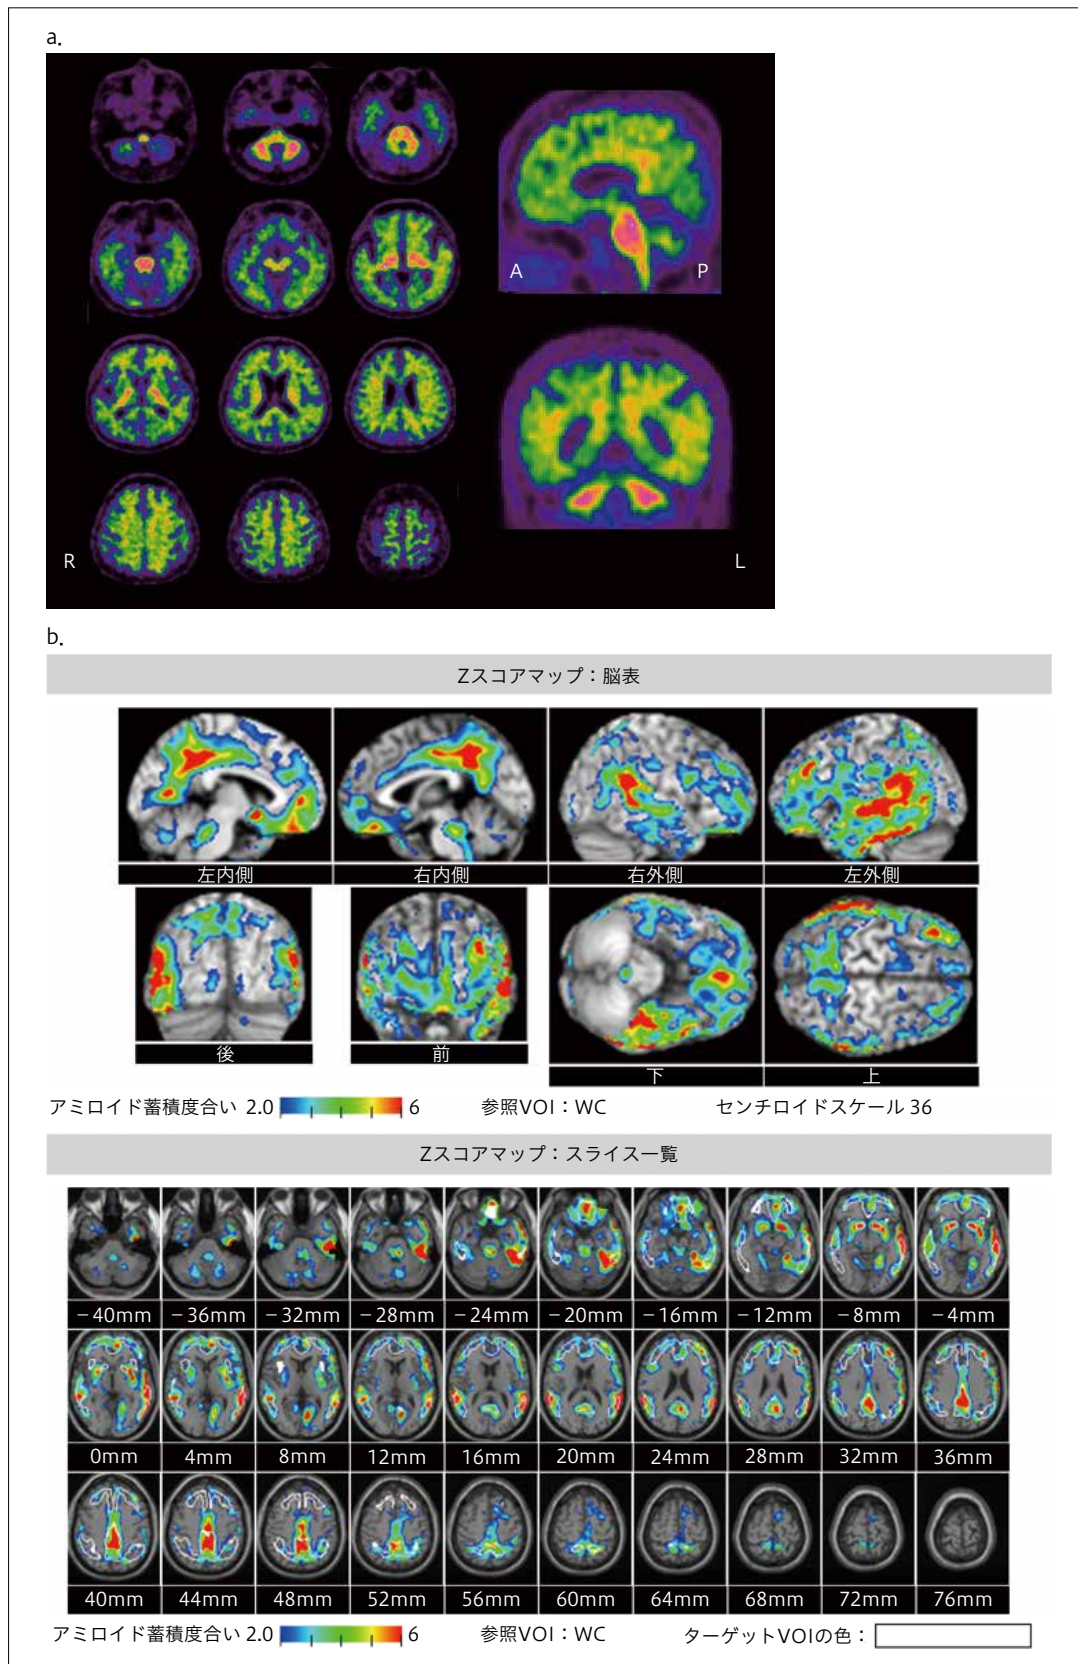 a.
A P
R L
b.
Zスコアマップ：脳表
左内側 右内側 右外側 左外側
後 前 下 上
アミロイド蓄積度合い 2.0 6 参照VOI：WC センチロイドスケール 36
Zスコアマップ：スライス一覧
－40mm －36mm －32mm －28mm －24mm －20mm －16mm －12mm －8mm －4mm
0mm 4mm 8mm 12mm 16mm 20mm 24mm 28mm 32mm 36mm
40mm 44mm 48mm 52mm 56mm 60mm 64mm 68mm 72mm 76mm
アミロイド蓄積度合い 2.0 6 参照VOI：WC ターゲットVOIの色：